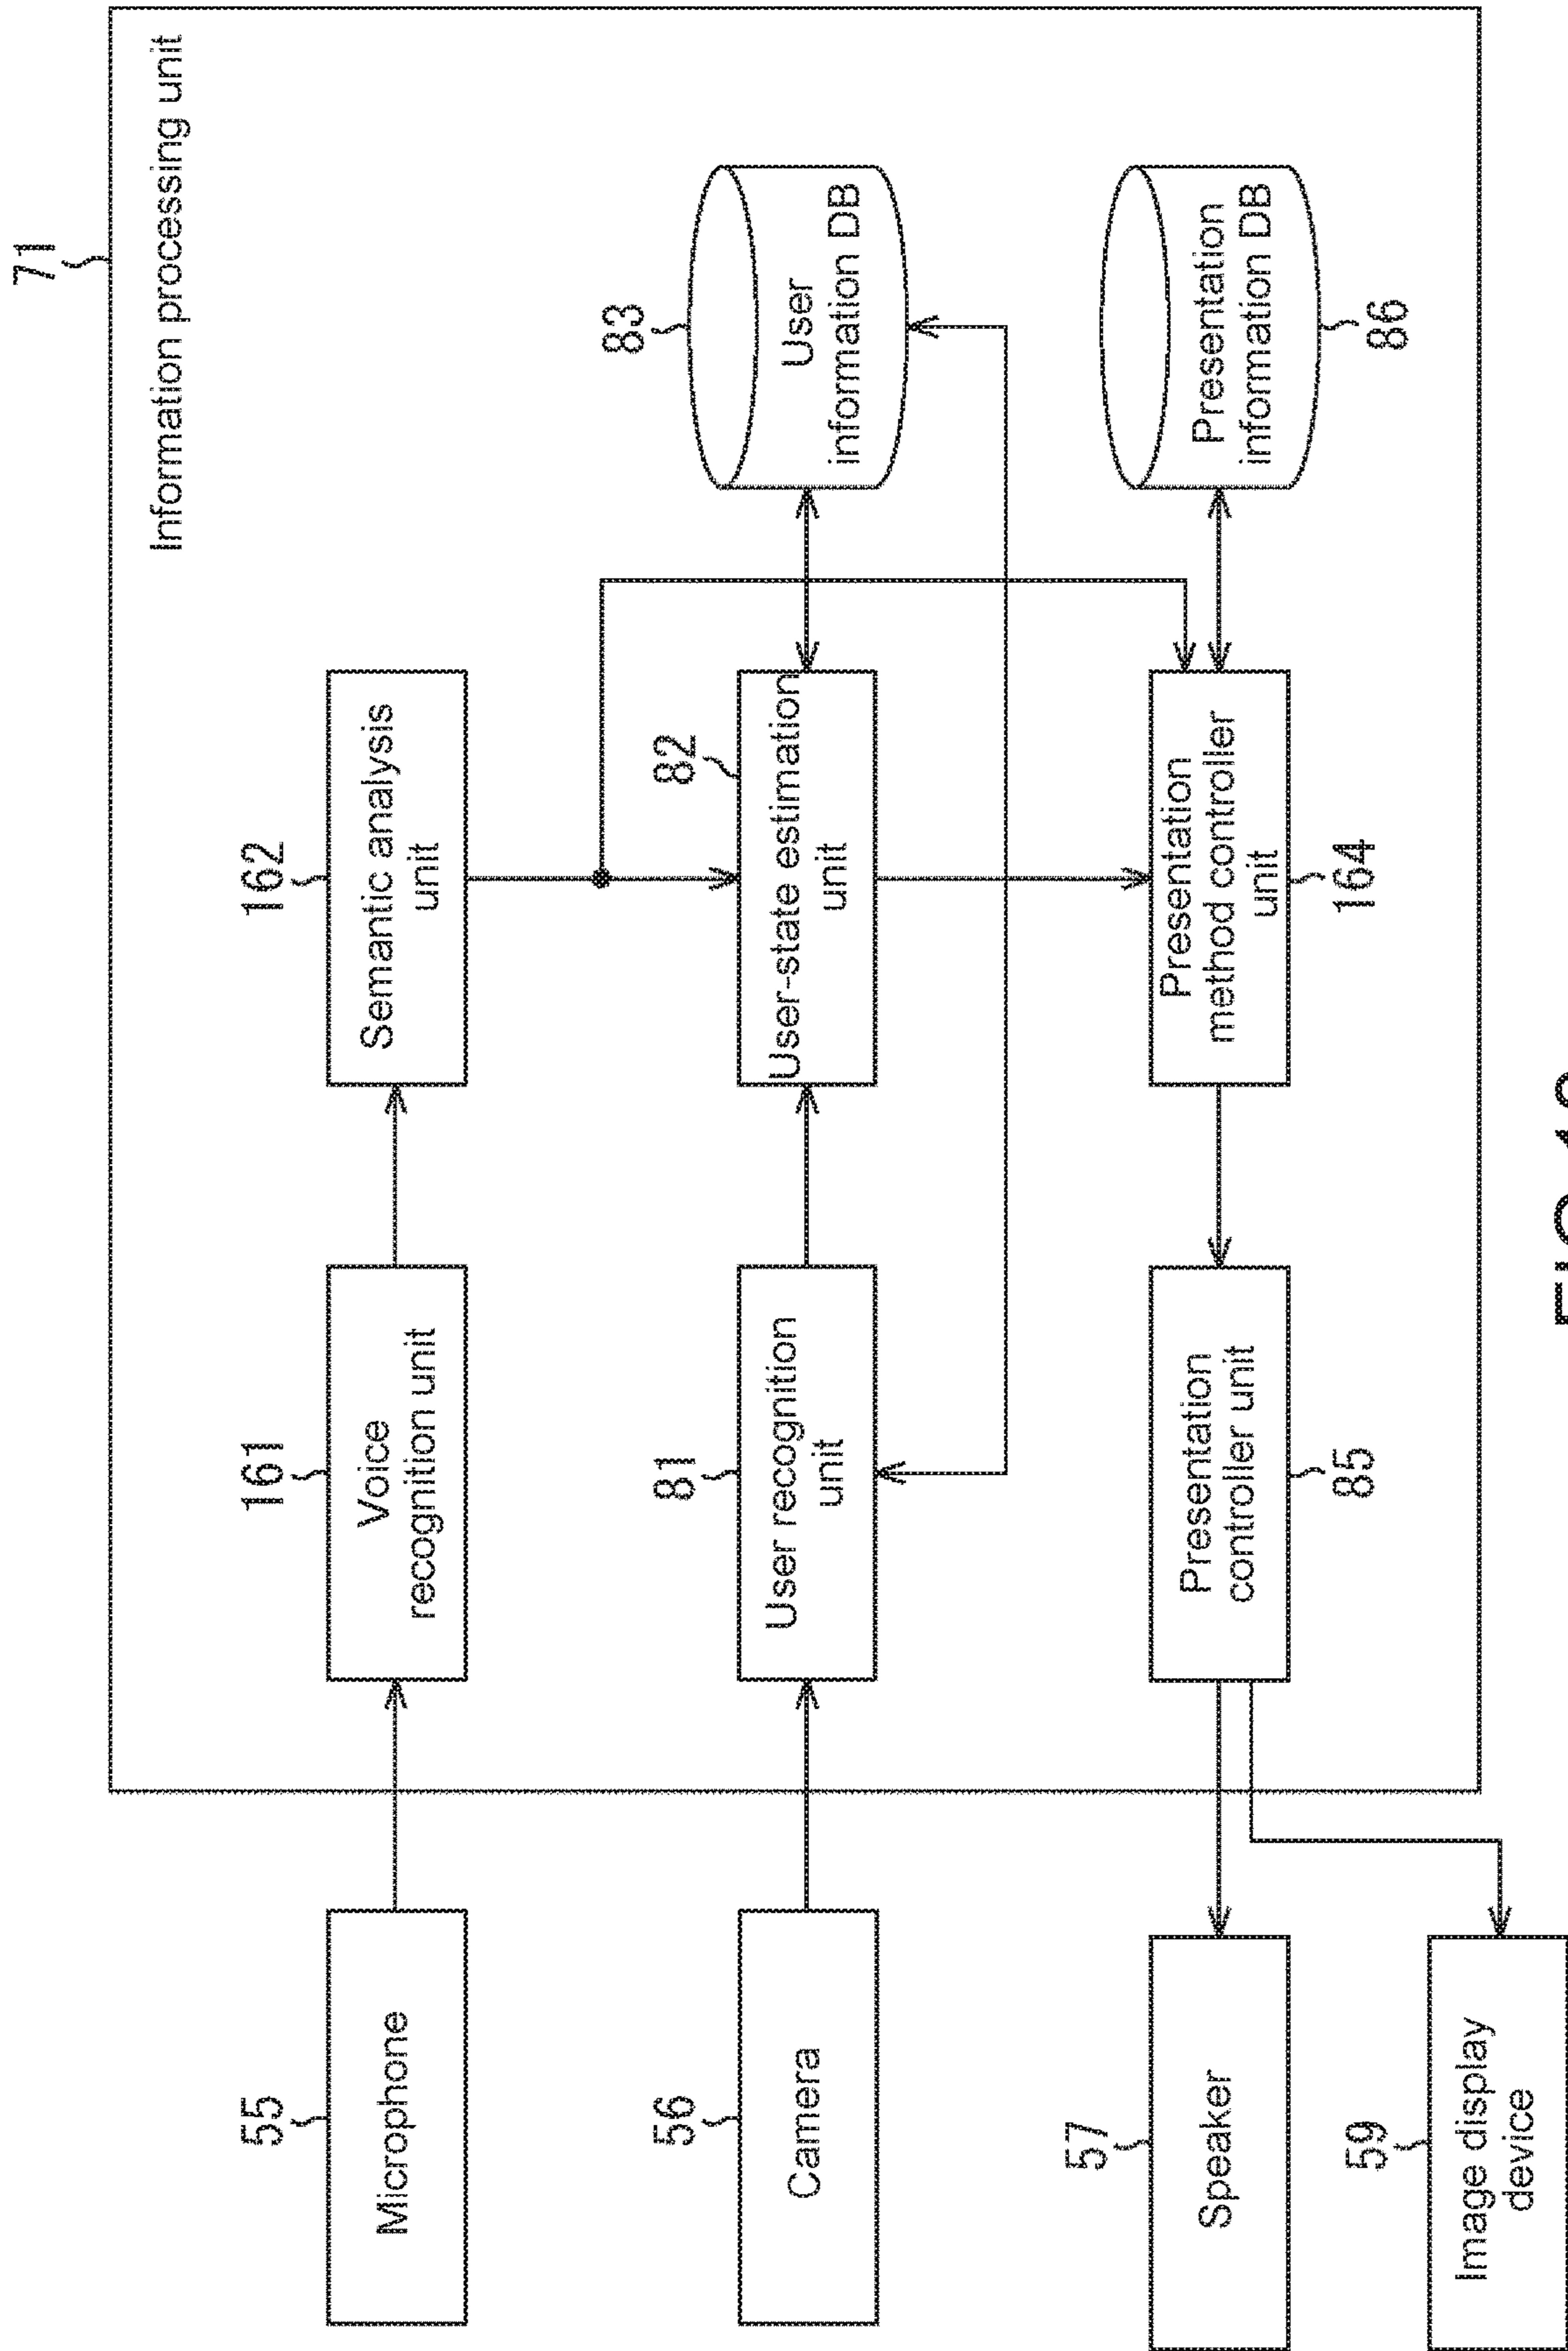 71
Information processing unit
55
Microphone
161
Voice
recognition unit
162
Semantic analysis
unit
56
Camera
81
User recognition
unit
82
User-state estimation
unit
83
User
information DB
57
Speaker
Presentation
controller unit
85
Presentation
method controller
unit
164
Presentation
information DB
86
59
Image display
device